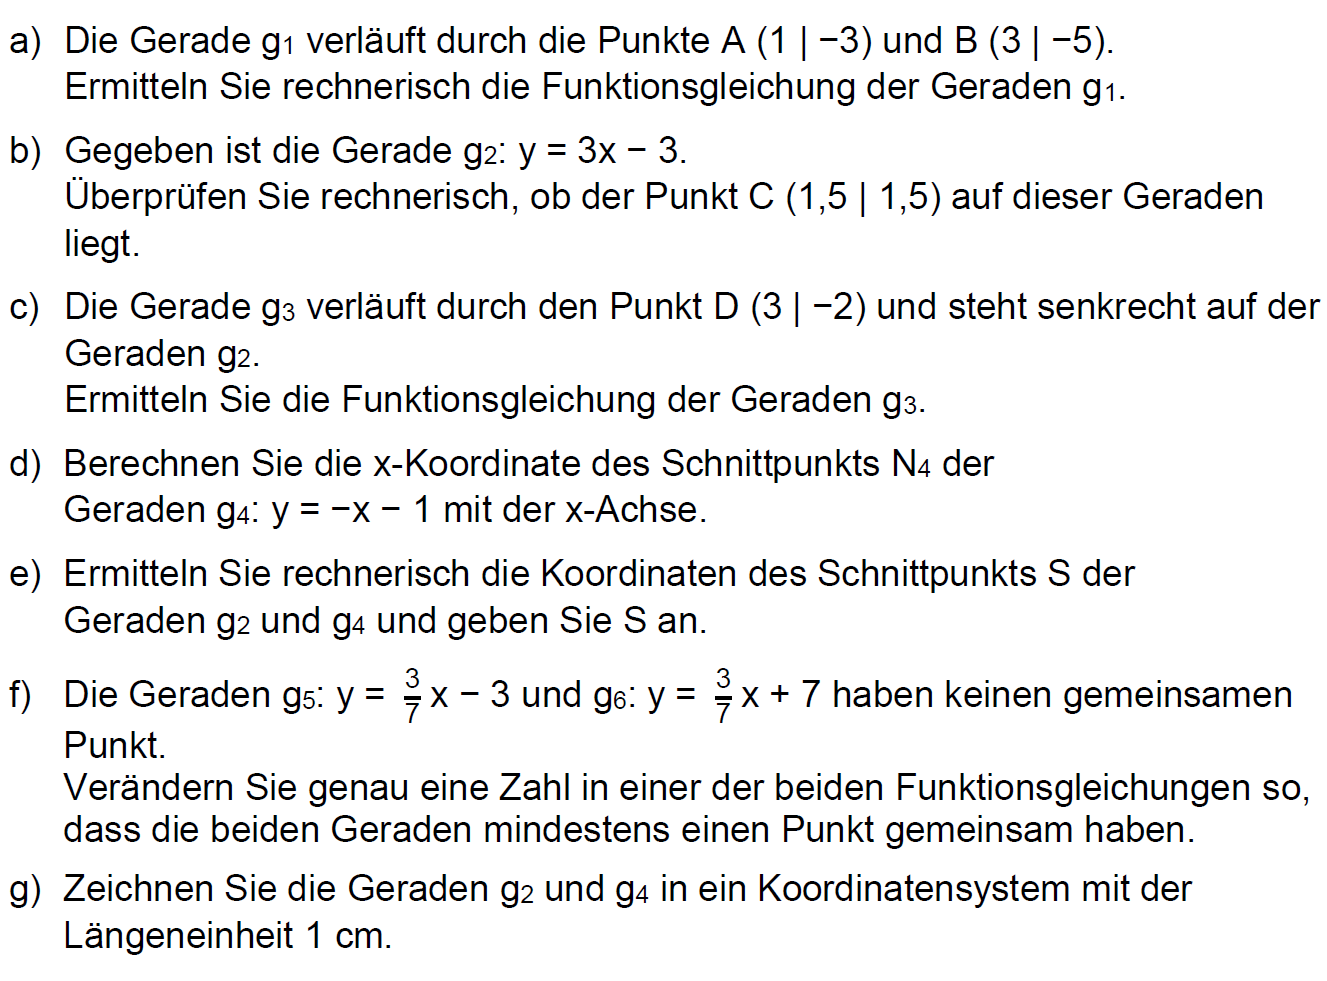 a) Die Gerade g1 verläuft durch die Punkte A (1 | −3) und B (3 | −5).
Ermitteln Sie rechnerisch die Funktionsgleichung der Geraden g1.
b) Gegeben ist die Gerade g2: y = 3x − 3.
Überprüfen Sie rechnerisch, ob der Punkt C (1,5 | 1,5) auf dieser Geraden
liegt.
c) Die Gerade g3 verläuft durch den Punkt D (3 | −2) und steht senkrecht auf der
Geraden g2.
Ermitteln Sie die Funktionsgleichung der Geraden g3.
d) Berechnen Sie die x-Koordinate des Schnittpunkts N4 der
Geraden g4: y = −x − 1 mit der x-Achse.
e) Ermitteln Sie rechnerisch die Koordinaten des Schnittpunkts S der
Geraden g2 und g4 und geben Sie S an.
f) Die Geraden g5: y = 3/7 x − 3 und g6: y = 3/7 x + 7 haben keinen gemeinsamen
Punkt.
Verändern Sie genau eine Zahl in einer der beiden Funktionsgleichungen so,
dass die beiden Geraden mindestens einen Punkt gemeinsam haben.
g) Zeichnen Sie die Geraden g2 und g4 in ein Koordinatensystem mit der
Längeneinheit 1 cm.